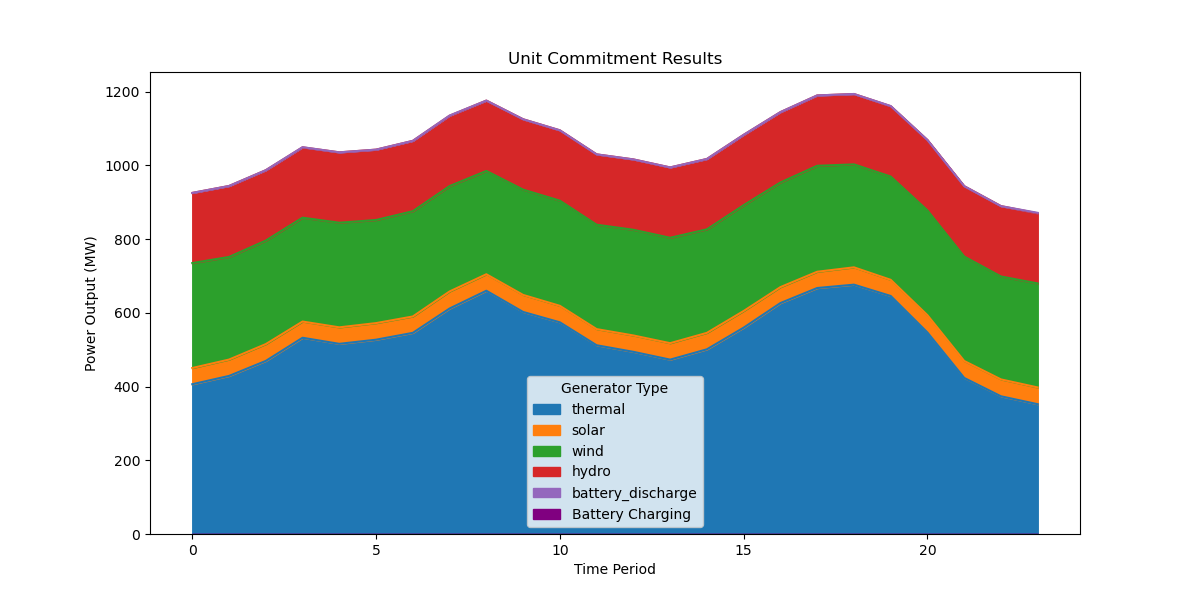 Unit Commitment Results
Power Output (MW)
1200
1000
800
600
400
200
0
Generator Type
thermal
solar
wind
hydro
battery_discharge
Battery Charging
0 5 10 15 20
Time Period